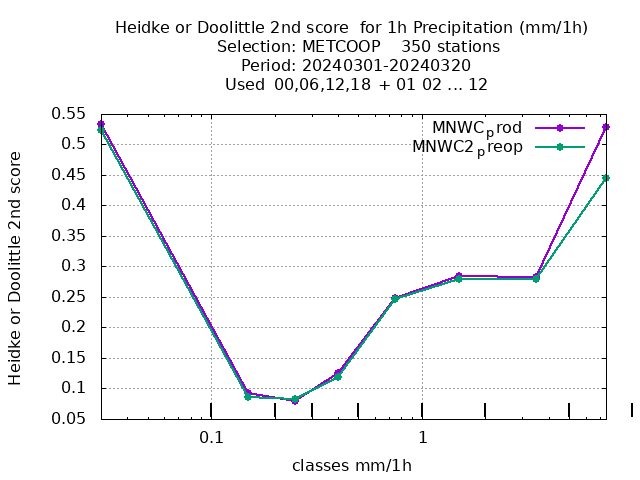 Heidke or Doolittle 2nd score  for 1h Precipitation (mm/1h)
Selection: METCOOP    350 stations
Period: 20240301-20240320
Used  00,06,12,18  + 01 02 ... 12
MNWC_prod
MNWC2_preop
0.55
0.5
0.45
0.4
0.35
0.3
0.25
0.2
0.15
0.1
0.05
Heidke or Doolittle 2nd score
0.1
1
classes mm/1h